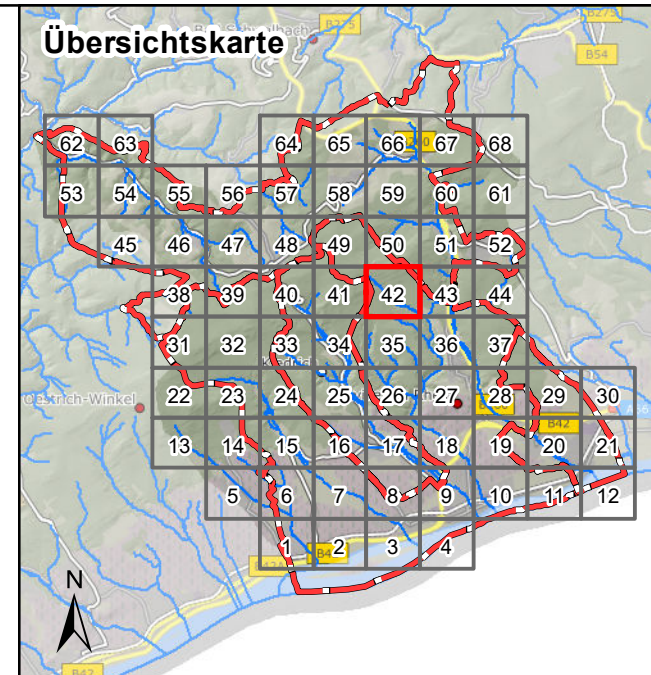 Übersichtskarte
B275
B54
62 63 64 65 66 67 68
53 54 55 56 57 58 59 60 61
45 46 47 48 49 50 51 52
38 39 40 41 42 43 44
31 32 33 34 35 36 37
Oestrich-Winkel
22 23 24 25 26 27 28 29 30
B42
13 14 15 16 17 18 19 20 21
5 6 7 8 9 10 11 12
1 2 3 4
N
B42